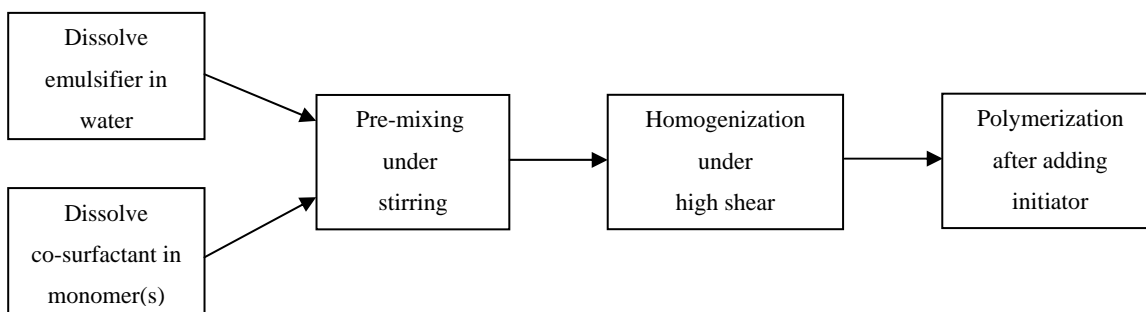 Dissolve
emulsifier in
water
Dissolve
co-surfactant in
monomer(s)
Pre-mixing
under
stirring
Homogenization
under
high shear
Polymerization
after adding
initiator